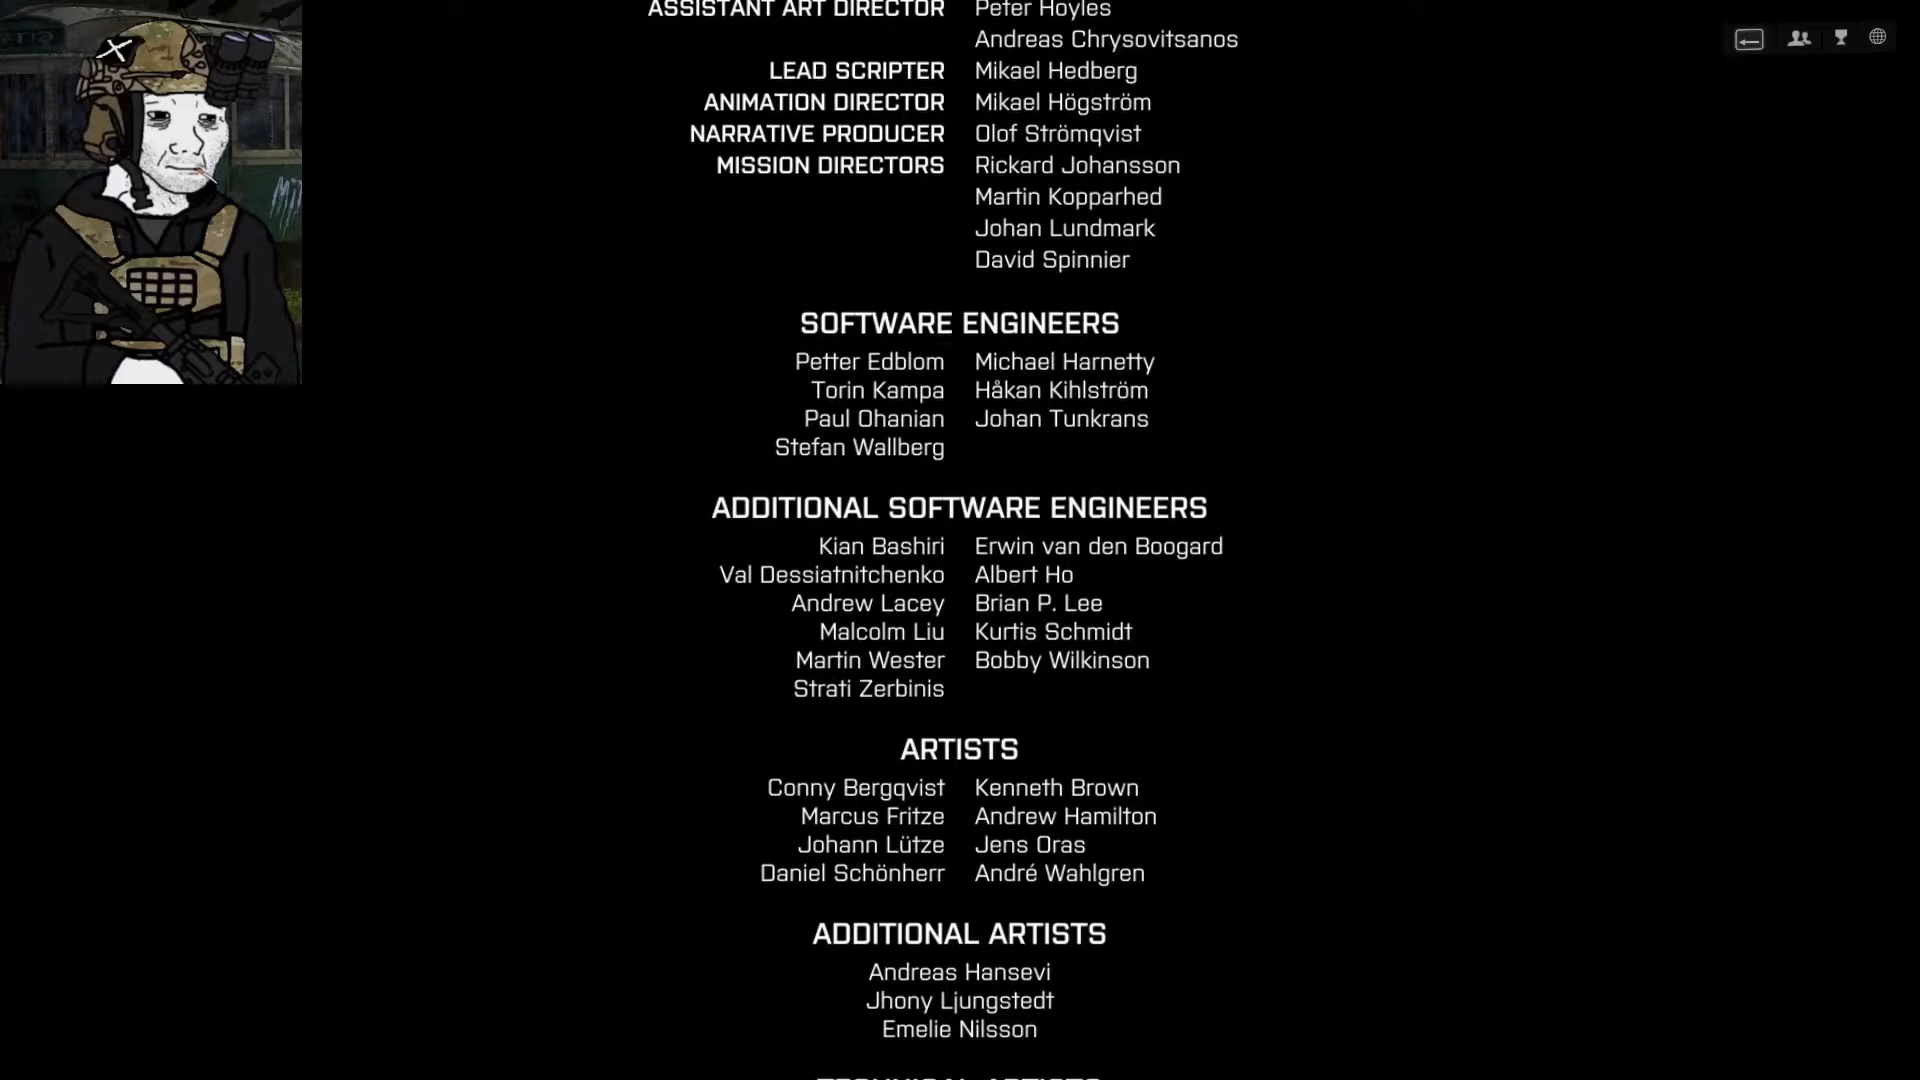 ASSISTANT ART DIRECTOR Peter Hoyles
Andreas Chrysovitsanos
LEAD SCRIPTER Mikael Hedberg
ANIMATION DIRECTOR Mikael Högström
NARRATIVE PRODUCER Olof Strömqvist
MISSION DIRECTORS Rickard Johansson
Martin Kopparhed
Johan Lundmark
David Spinnier
SOFTWARE ENGINEERS
Petter Edblom Michael Harnetty
Torin Kampa Håkan Kihlström
Paul Ohanian Johan Tunkrans
Stefan Wallberg
ADDITIONAL SOFTWARE ENGINEERS
Kian Bashiri Erwin van den Boogard
Val Dessiatnitchenko Albert Ho
Andrew Lacey Brian P. Lee
Malcolm Liu Kurtis Schmidt
Martin Wester Bobby Wilkinson
Strati Zerbinis
ARTISTS
Conny Bergqvist Kenneth Brown
Marcus Fritze Andrew Hamilton
Johann Lütze Jens Oras
Daniel Schönherr André Wahlgren
ADDITIONAL ARTISTS
Andreas Hansevi
Jhony Ljungstedt
Emelie Nilsson
TECHNICAL ARTISTS